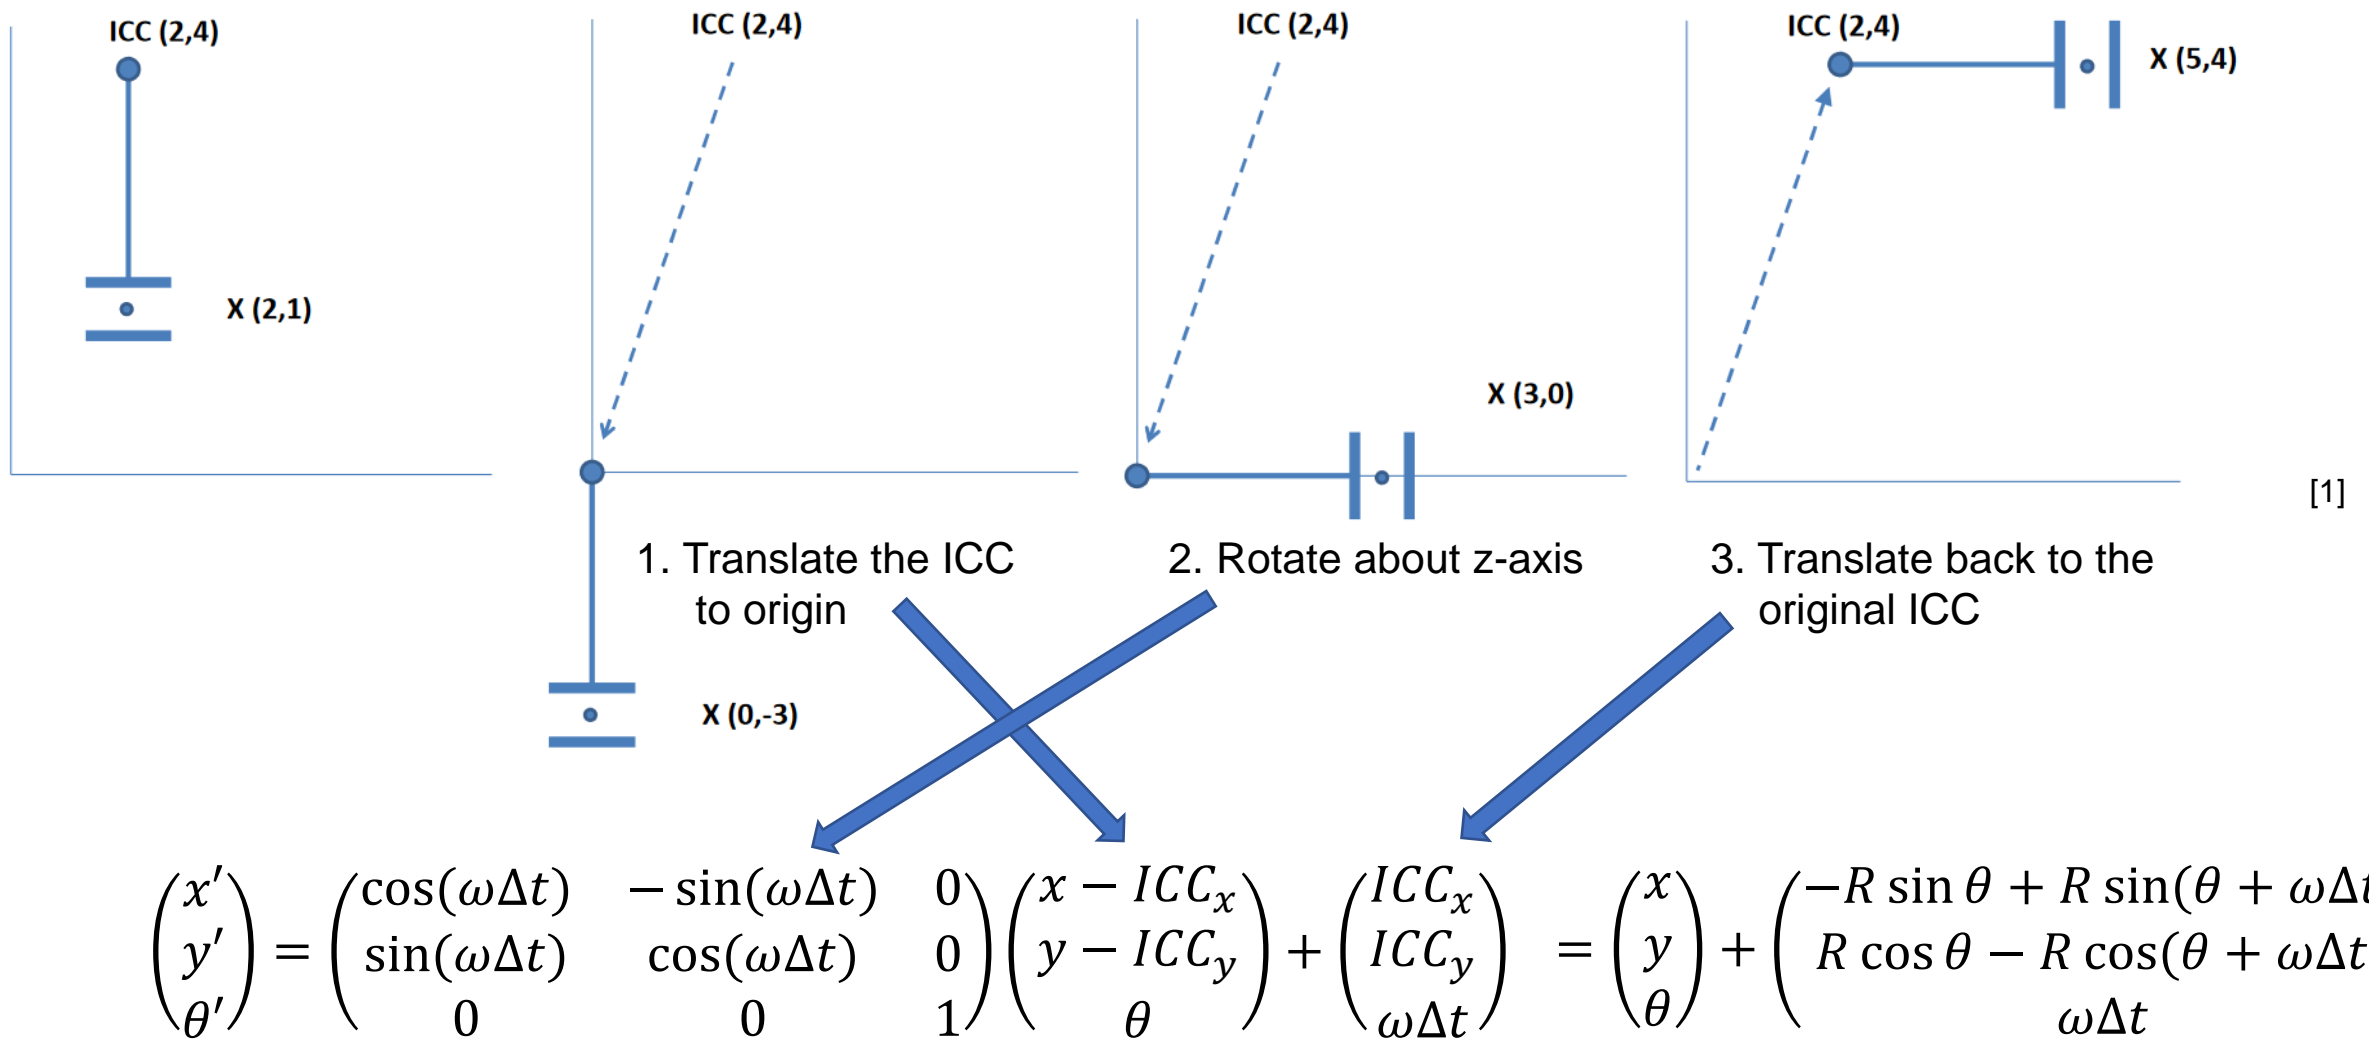 ICC (2,4)
X (2,1)
ICC (2,4)
X (0,-3)
ICC (2,4)
X (3,0)
ICC (2,4)
X (5,4)
[1]
1. Translate the ICC
to origin
2. Rotate about z-axis
3. Translate back to the
original ICC
(x′ y′ θ′) = (cos(ωΔt) − sin(ωΔt) 0
sin(ωΔt) cos(ωΔt) 0
0 0 1) (x − ICC_x
y − ICC_y
θ) + (ICC_x
ICC_y
ωΔt) = (x
y
θ) + (−R sin θ + R sin(θ + ωΔt
R cos θ − R cos(θ + ωΔt
ωΔt